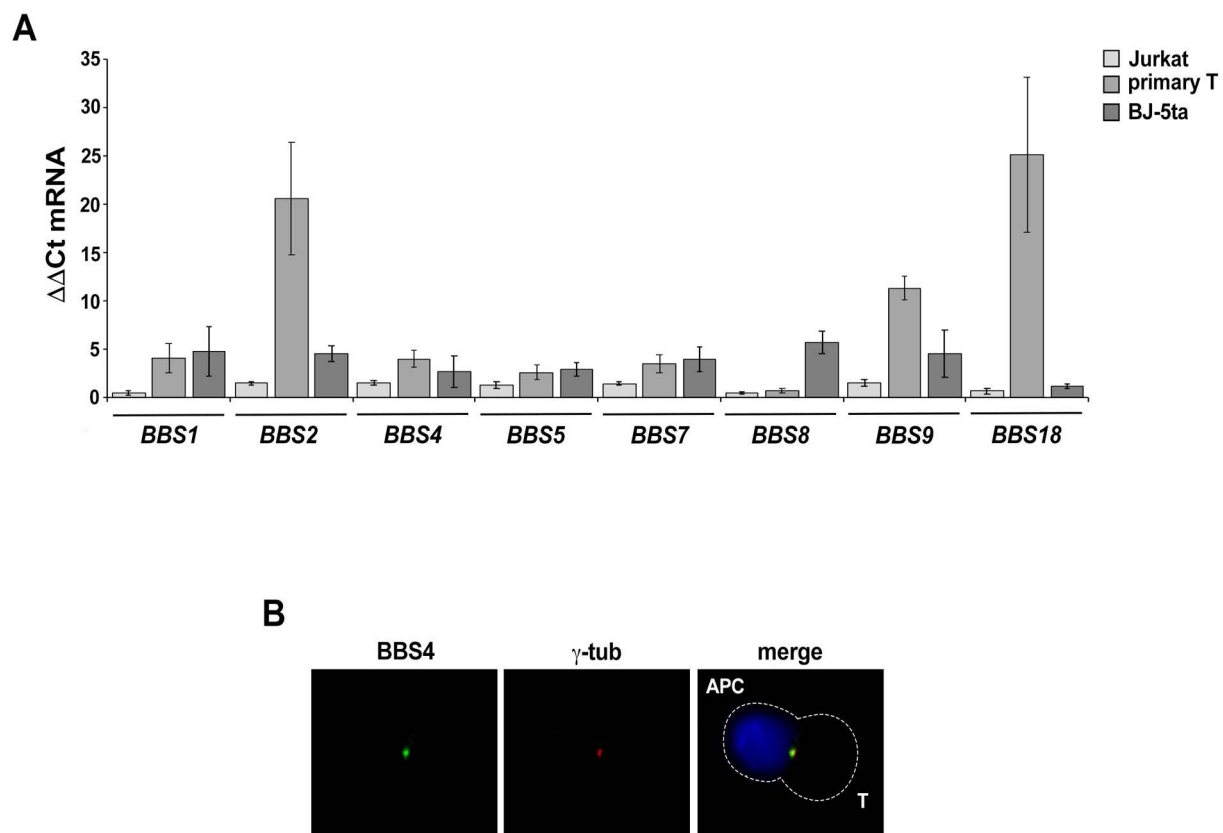 A
Jurkat
primary T
BJ-5ta
ΔΔCt mRNA
35
30
25
20
15
10
5
0
BBS1 BBS2 BBS4 BBS5 BBS7 BBS8 BBS9 BBS18
B
BBS4 γ-tub merge
APC
T